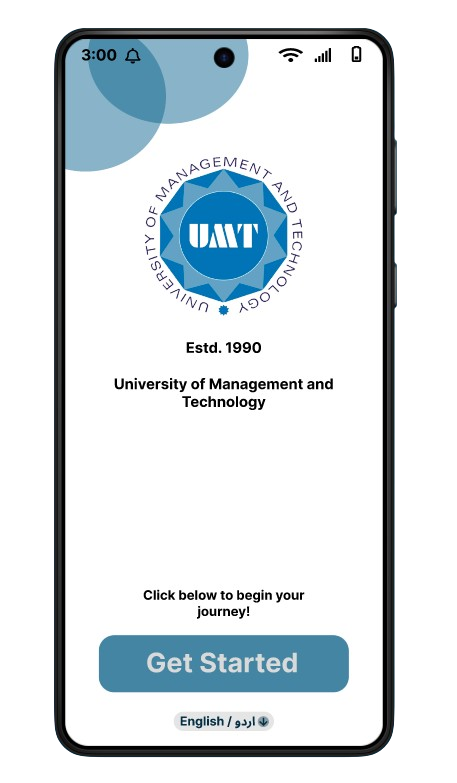 3:00
UNIVERSITY OF MANAGEMENT AND TECHNOLOGY
UMT
Estd. 1990
University of Management and
Technology
Click below to begin your
journey!
Get Started
English / اردو